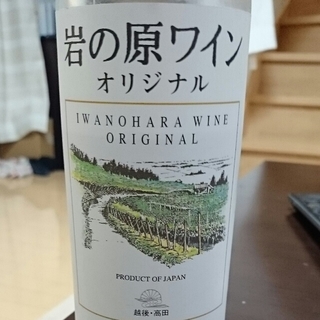 岩の原ワイン
オリジナル
IWANOHARA WINE
ORIGINAL
PRODUCT OF JAPAN
越後・高田